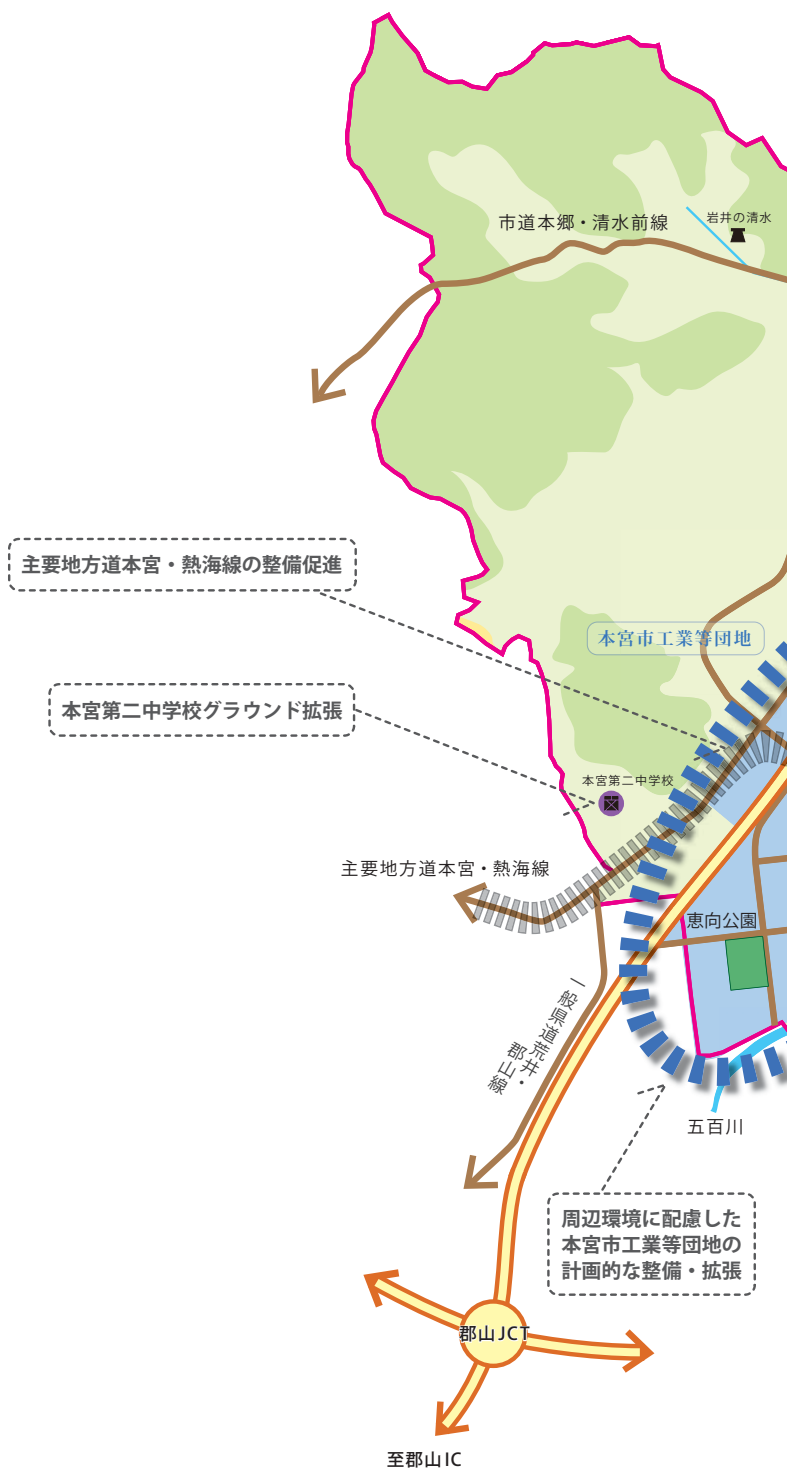 市道本郷・清水前線
岩井の清水
主要地方道本宮・熱海線の整備促進
本宮市工業等団地
本宮第二中学校グラウンド拡張
本宮第二中学校
主要地方道本宮・熱海線
恵向公園
一般県道荒井・
郡山線
五百川
周辺環境に配慮した
本宮市工業等団地の
計画的な整備・拡張
郡山JCT
至郡山IC